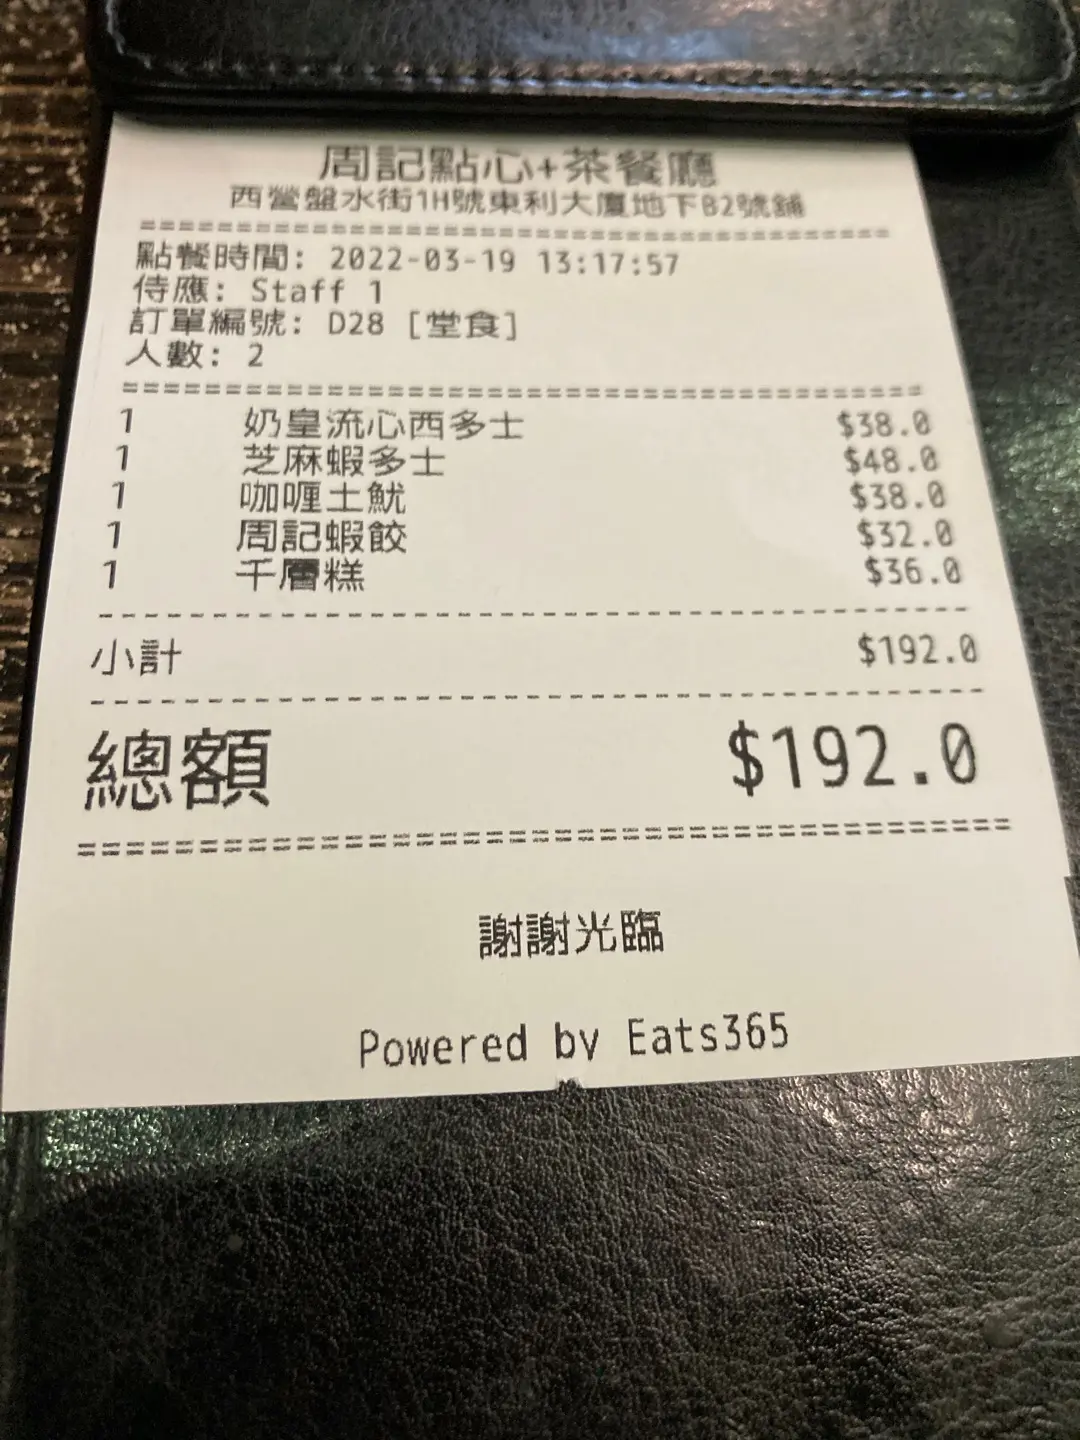 周記點心+茶餐廳
西營盤水街1H號東利大廈地下B2號舖
==========================================
點餐時間: 2022-03-19 13:17:57
侍應: Staff 1
訂單編號: D28 [堂食]
人數: 2
==========================================
1 奶皇流心西多士 $38.0
1 芝麻蝦多士 $48.0
1 咖喱土魷 $38.0
1 周記蝦餃 $32.0
1 千層糕 $36.0
------------------------------------------
小計 $192.0
------------------------------------------
總額 $192.0
==========================================
謝謝光臨
Powered by Eats365